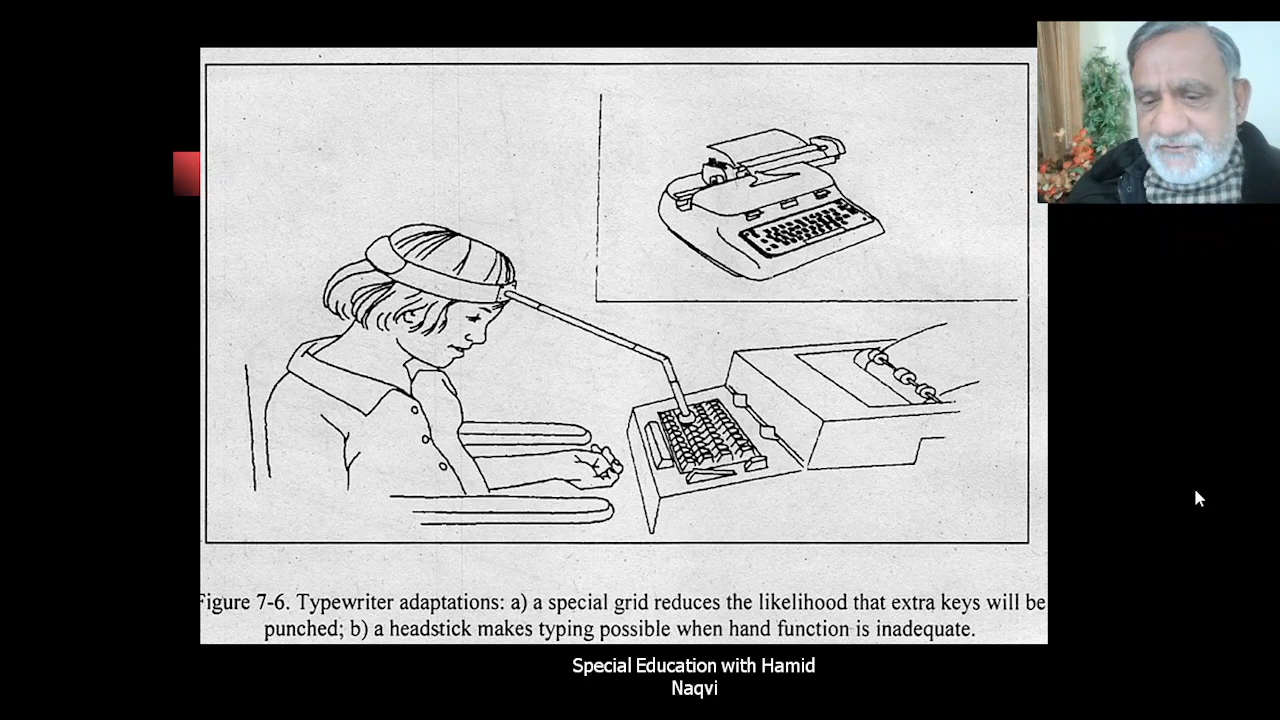 Figure 7-6. Typewriter adaptations: a) a special grid reduces the likelihood that extra keys will be
punched; b) a headstick makes typing possible when hand function is inadequate.
Special Education with Hamid
Naqvi